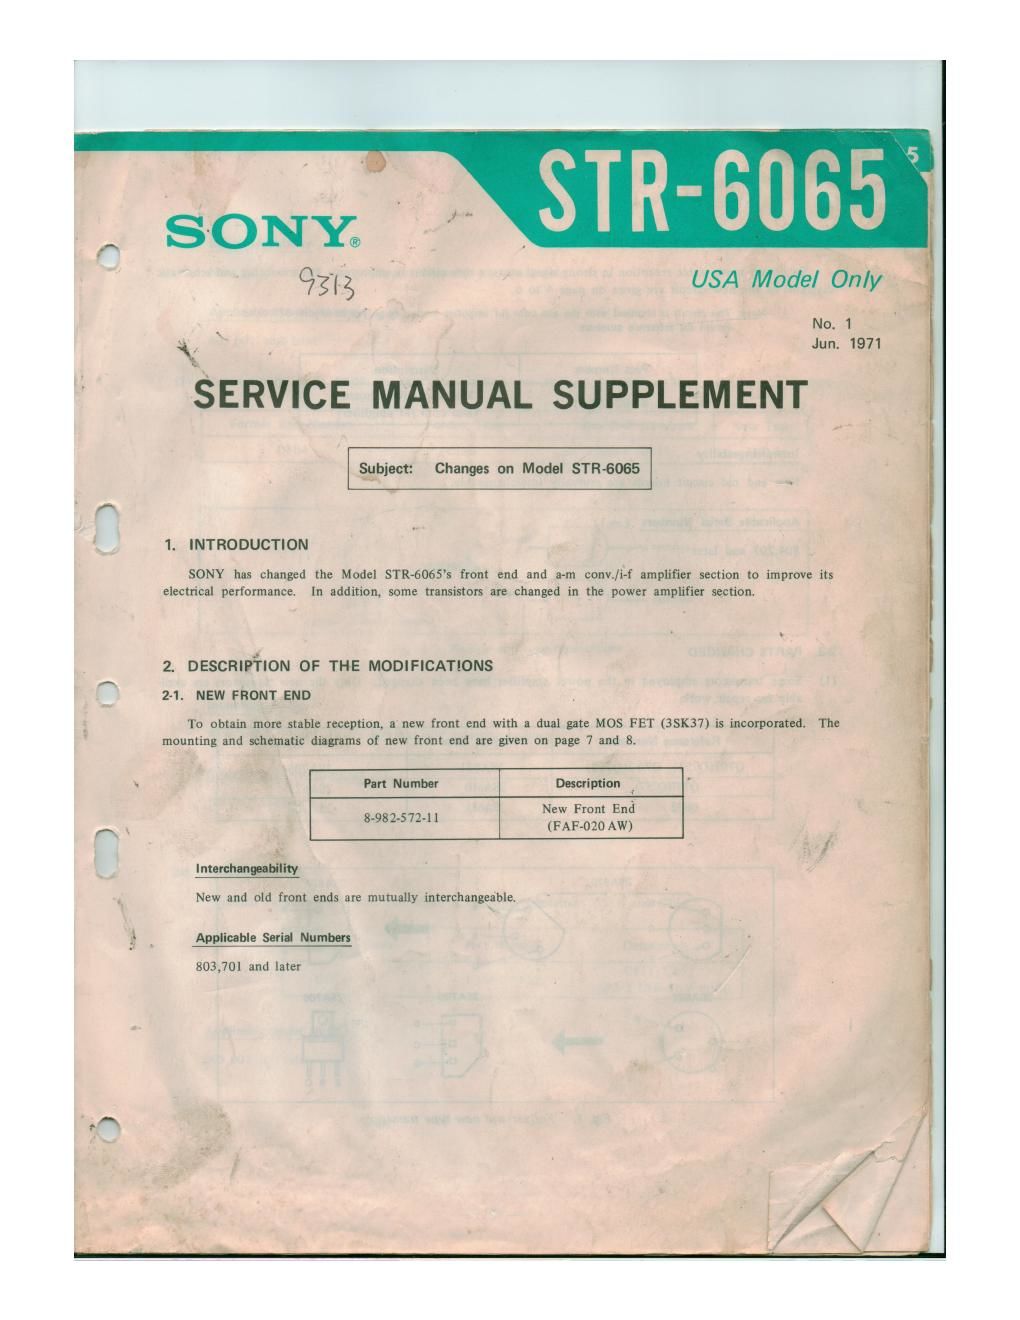 STR-6065
5
SONY®
9313
USA Model Only
No. 1
Jun. 1971
SERVICE MANUAL SUPPLEMENT
Subject: Changes on Model STR-6065
1. INTRODUCTION
SONY has changed the Model STR-6065's front end and a-m conv./i-f amplifier section to improve its
electrical performance. In addition, some transistors are changed in the power amplifier section.
2. DESCRIPTION OF THE MODIFICATIONS
2-1. NEW FRONT END
To obtain more stable reception, a new front end with a dual gate MOS FET (3SK37) is incorporated. The
mounting and schematic diagrams of new front end are given on page 7 and 8.
Part Number Description
8-982-572-11 New Front End
(FAF-020 AW)
Interchangeability
New and old front ends are mutually interchangeable.
Applicable Serial Numbers
803,701 and later